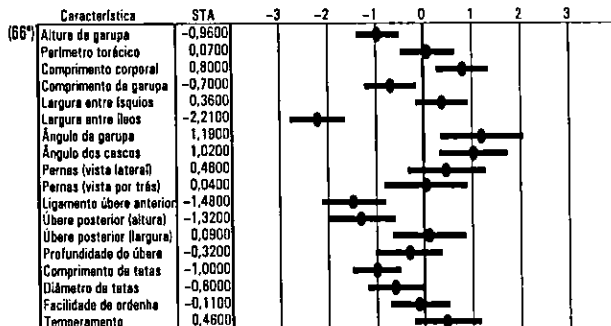 Característica STA -3 -2 -1 0 1 2 3
(66*) Altura da garupa -0,9600
Perímetro torácico 0,0700
Comprimento corporal 0,8000
Comprimento da garupa -0,7000
Largura entre ísquios 0,3600
Largura entre íleos -2,2100
Ângulo da garupa 1,1900
Ângulo dos cascos 1,0200
Pernas (vista lateral) 0,4600
Pernas (vista por trás) 0,0400
Ligamento úbere anterior -1,4800
Úbere posterior (altura) -1,3200
Úbere posterior (largura) 0,0900
Profundidade do úbere -0,3200
Comprimento de tetas -1,0000
Diâmetro de tetas -0,6000
Facilidade de ordenha -0,1100
Temperamento 0,4600